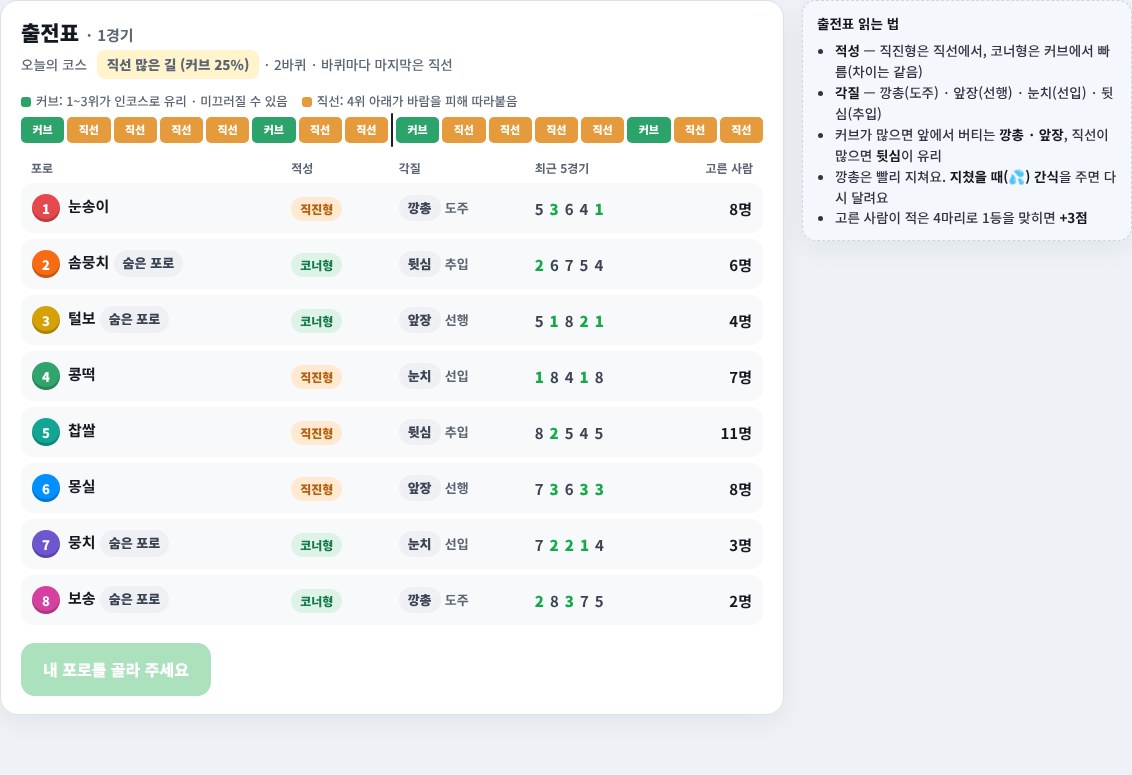 출전표 · 1경기
오늘의 코스 직선 많은 길 (커브 25%) · 2바퀴 · 바퀴마다 마지막은 직선
커브: 1~3위가 인코스로 유리 · 미끄러질 수 있음 직선: 4위 아래가 바람을 피해 따라붙음
커브 직선 직선 직선 직선 커브 직선 직선 커브 직선 직선 직선 직선 커브 직선 직선
포로 적성 각질 최근 5경기 고른 사람
1 눈송이 직진형 깡총 도주 5 3 6 4 1 8명
2 솜뭉치 숨은 포로 코너형 뒷심 추입 2 6 7 5 4 6명
3 털보 숨은 포로 코너형 앞장 선행 5 1 8 2 1 4명
4 콩떡 직진형 눈치 선입 1 8 4 1 8 7명
5 찹쌀 직진형 뒷심 추입 8 2 5 4 5 11명
6 몽실 직진형 앞장 선행 7 3 6 3 3 8명
7 뭉치 숨은 포로 코너형 눈치 선입 7 2 2 1 4 3명
8 보송 숨은 포로 코너형 깡총 도주 2 8 3 7 5 2명
내 포로를 골라 주세요
출전표 읽는 법
적성 — 직진형은 직선에서, 코너형은 커브에서 빠
름(차이는 같음)
각질 — 깡총(도주) · 앞장(선행) · 눈치(선입) · 뒷
심(추입)
커브가 많으면 앞에서 버티는 깡총 · 앞장, 직선이
많으면 뒷심이 유리
깡총은 빨리 지쳐요. 지쳤을 때(💦) 간식을 주면 다
시 달려요
고른 사람이 적은 4마리로 1등을 맞히면 +3점